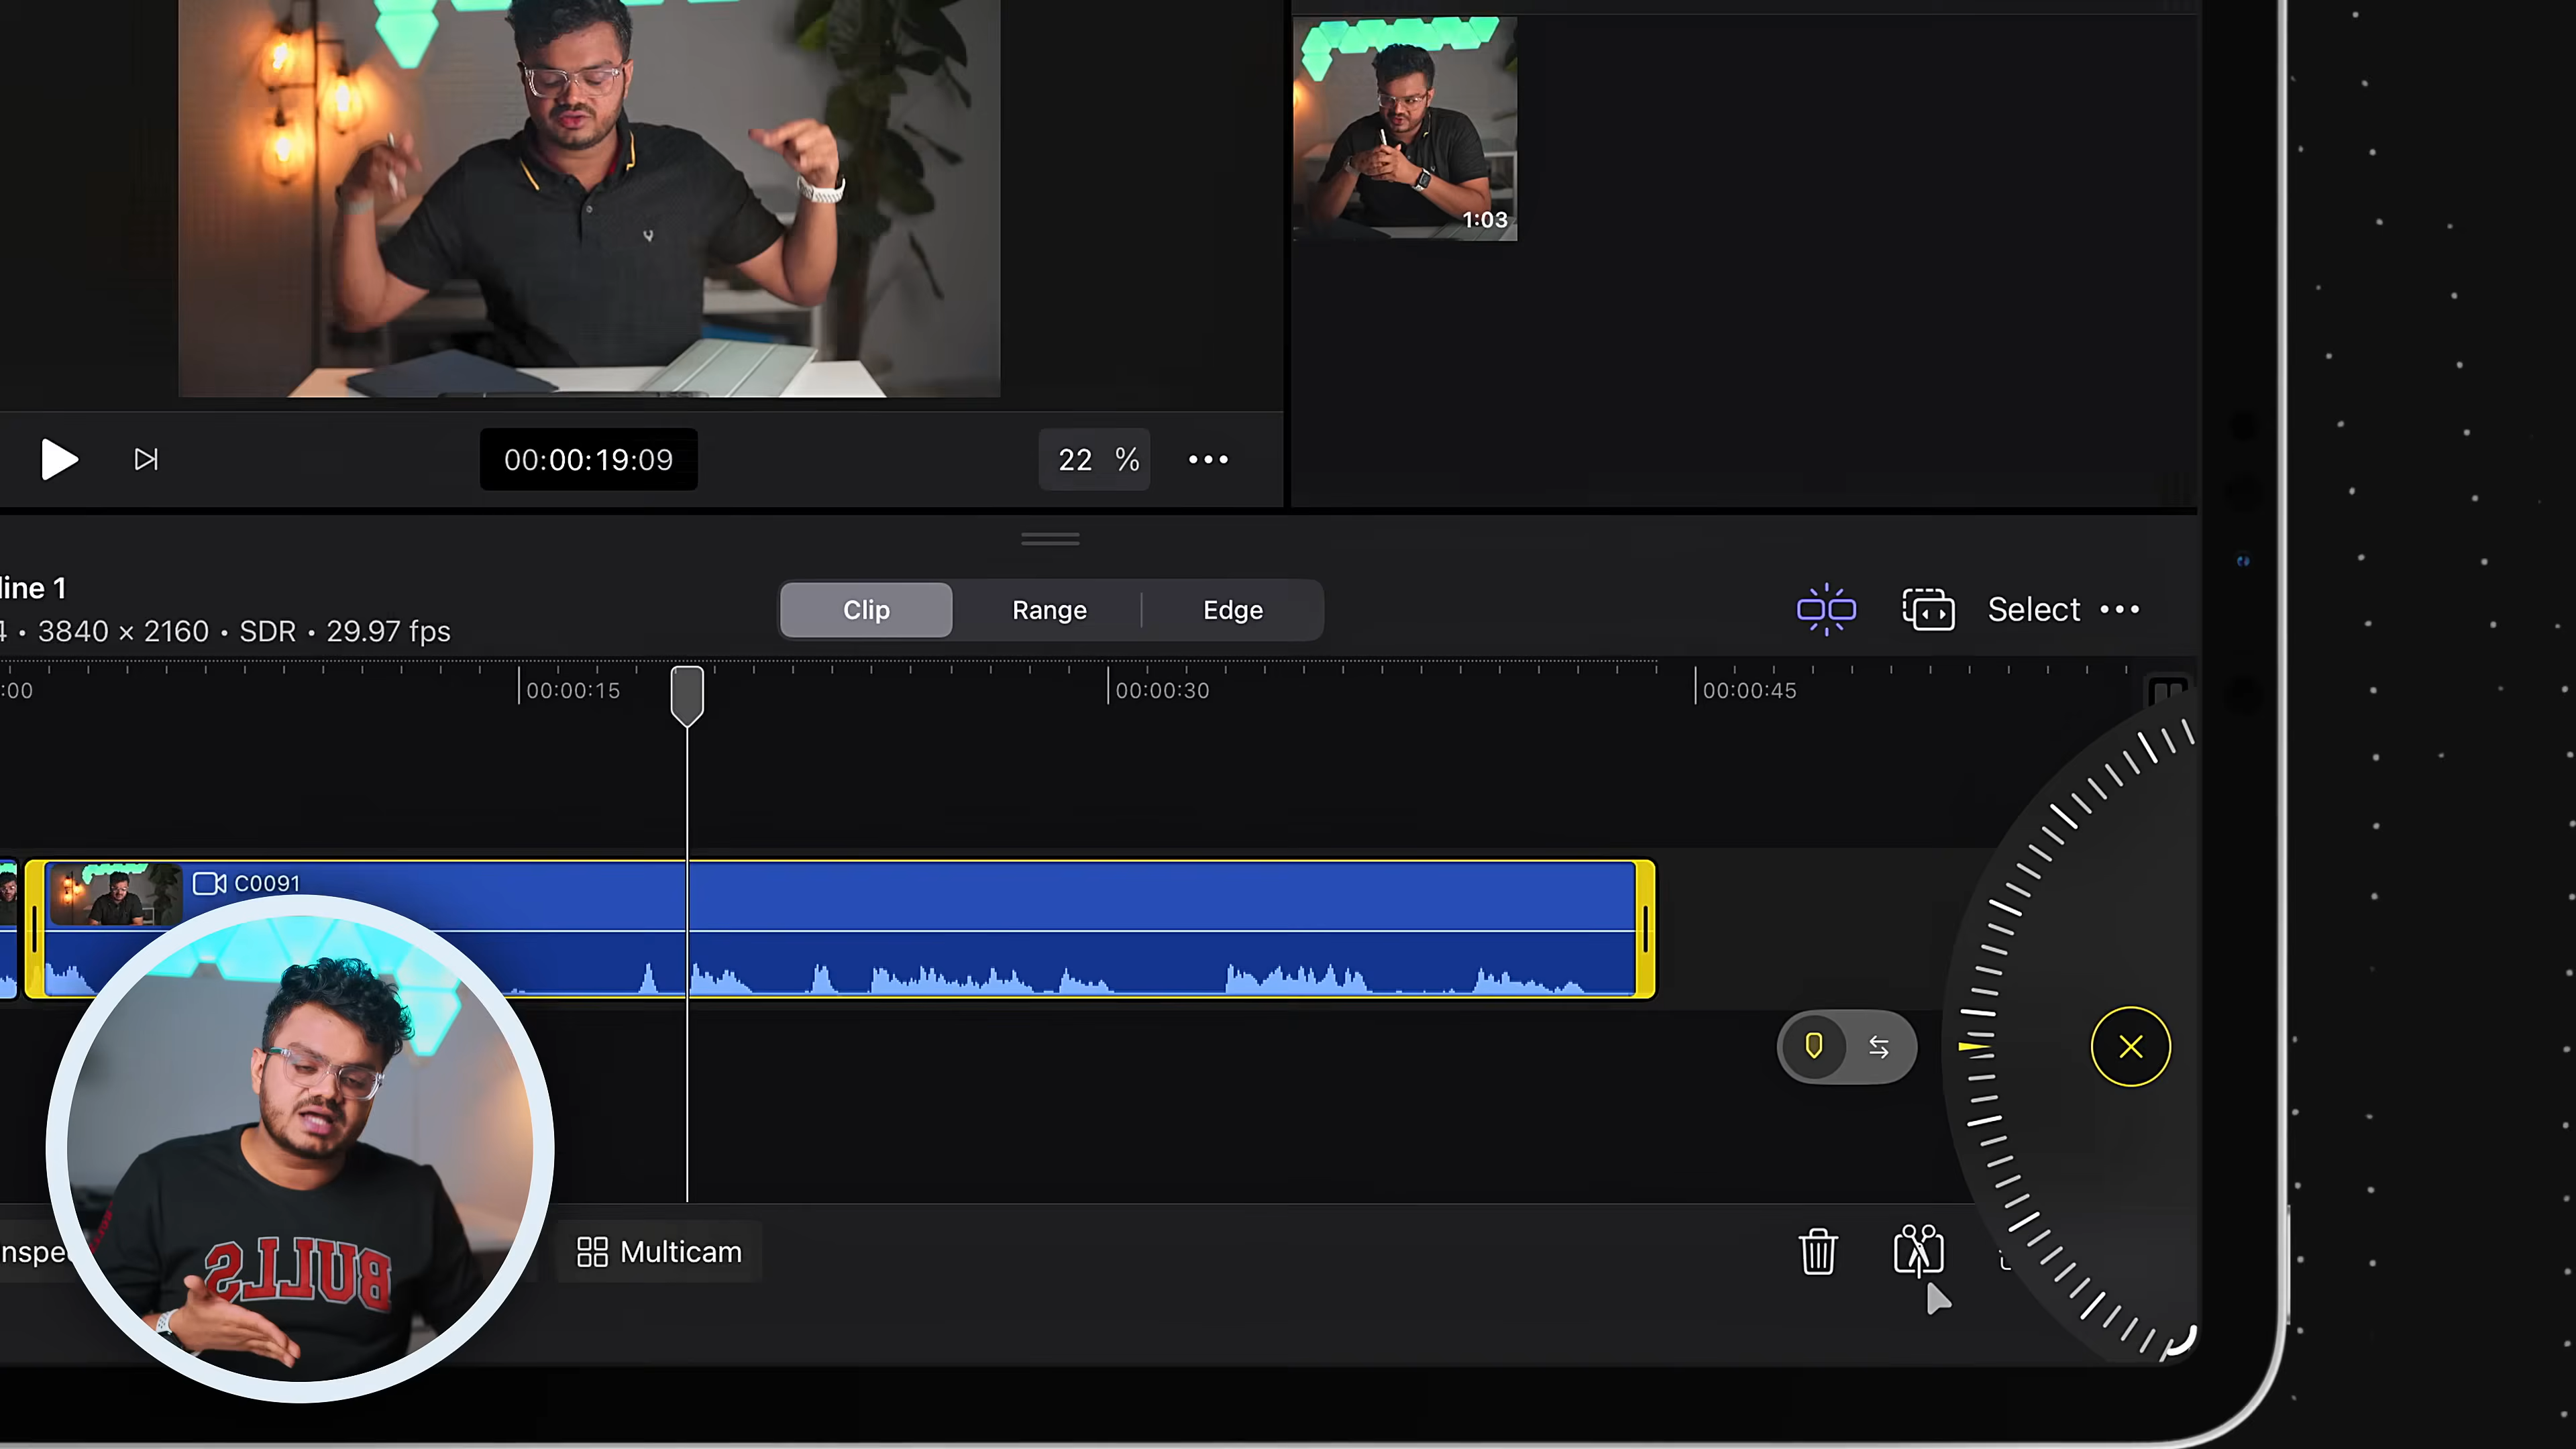 1:03
00:00:19:09
22 %
line 1
4 • 3840 × 2160 • SDR • 29.97 fps
Clip
Range
Edge
Select
:00
00:00:15
00:00:30
00:00:45
C0091
BULLS
nspe
Multicam